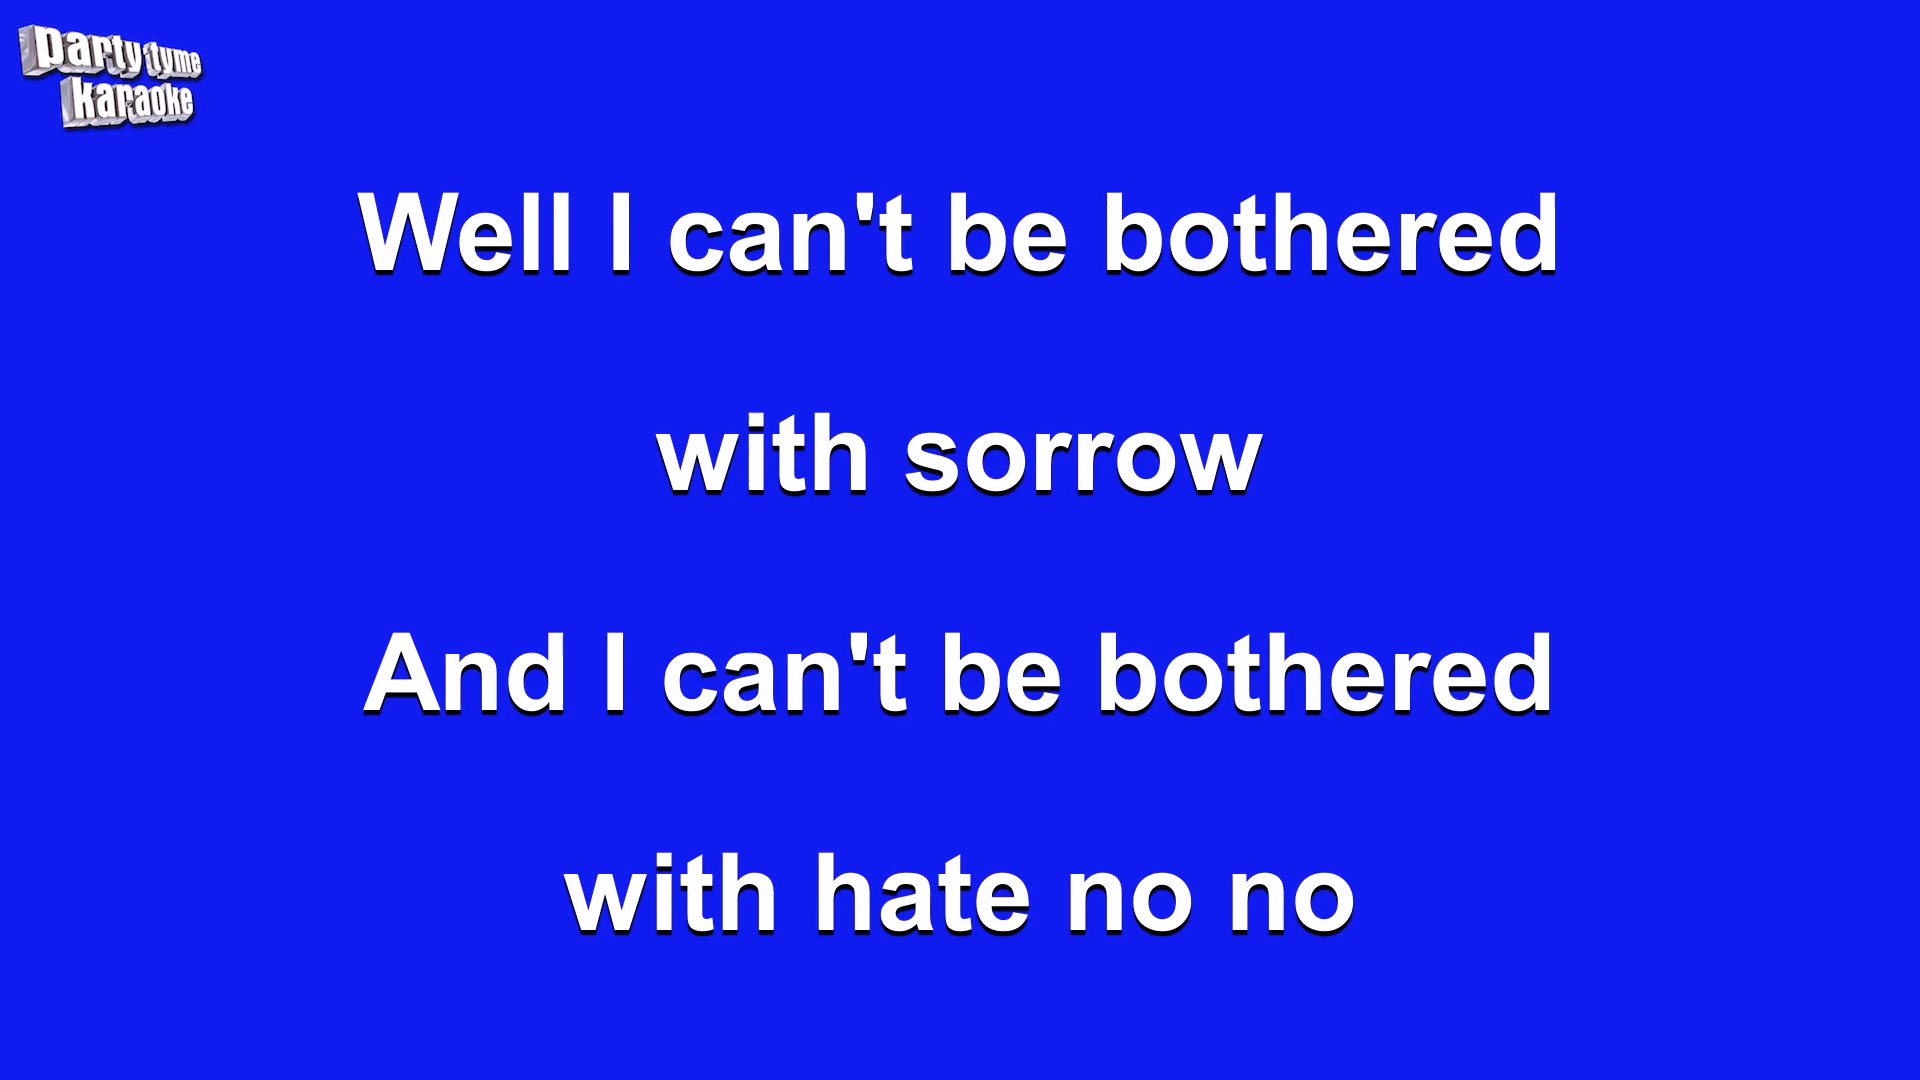 party tyme
karaoke
Well I can't be bothered
with sorrow
And I can't be bothered
with hate no no